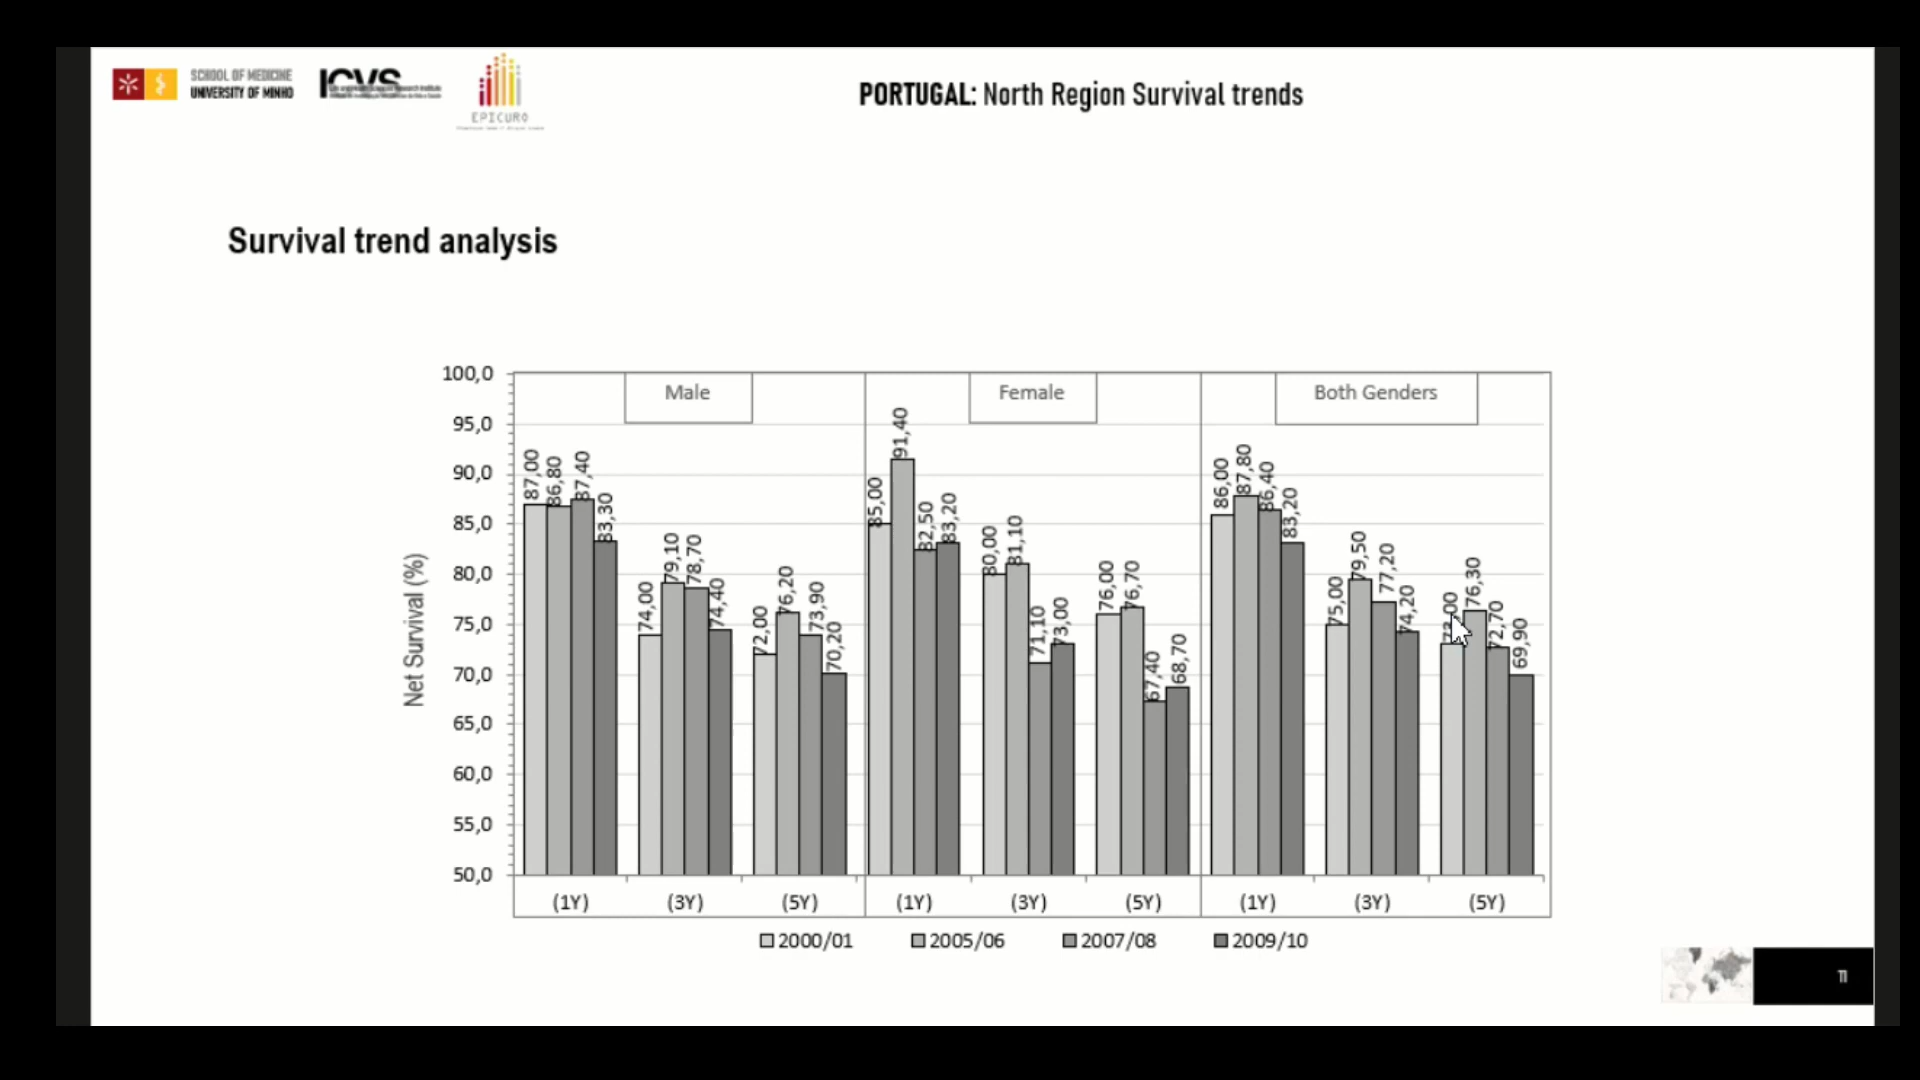 SCHOOL OF MEDICINE
UNIVERSITY OF MINHO
ICVS
EPICURO
PORTUGAL: North Region Survival trends
Survival trend analysis
Net Survival (%)
100,0
95,0
90,0
85,0
80,0
75,0
70,0
65,0
60,0
55,0
50,0
Male
Female
Both Genders
87,00 86,80 87,40 83,30
74,00 79,10 78,70 74,40
72,00 76,20 73,90 70,20
85,00 91,40 82,50 83,20
80,00 81,10 71,10 73,00
76,00 76,70 67,40 68,70
86,00 87,80 86,40 83,20
75,00 79,50 77,20 74,20
76,30 72,70 69,90
(1Y) (3Y) (5Y) (1Y) (3Y) (5Y) (1Y) (3Y) (5Y)
2000/01 2005/06 2007/08 2009/10
11